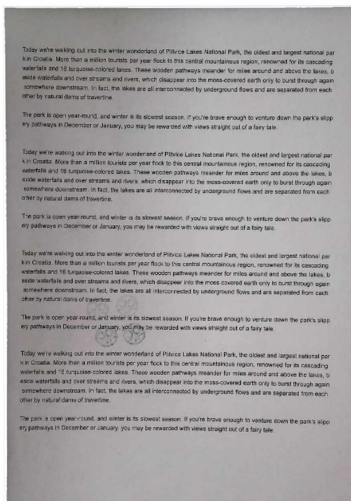 Today we're walking out into the winter wonderland of Plitvice Lakes National Park, the oldest and largest national par
k in Croatia. More than a million tourists per year flock to this central mountainous region, renowned for its cascading
waterfalls and 16 turquoise-colored lakes. These wooden pathways meander for miles around and above the lakes, b
eside waterfalls and over streams and rivers, which disappear into the moss-covered earth only to burst through again
somewhere downstream. In fact, the lakes are all interconnected by underground flows and are separated from each
other by natural dams of travertine.
The park is open year-round, and winter is its slowest season. If you're brave enough to venture down the park's slipp
ery pathways in December or January, you may be rewarded with views straight out of a fairy tale.
Today we're walking out into the winter wonderland of Plitvice Lakes National Park, the oldest and largest national par
k in Croatia. More than a million tourists per year flock to this central mountainous region, renowned for its cascading
waterfalls and 16 turquoise-colored lakes. These wooden pathways meander for miles around and above the lakes, b
eside waterfalls and over streams and rivers, which disappear into the moss-covered earth only to burst through again
somewhere downstream. In fact, the lakes are all interconnected by underground flows and are separated from each
other by natural dams of travertine.
The park is open year-round, and winter is its slowest season. If you're brave enough to venture down the park's slipp
ery pathways in December or January, you may be rewarded with views straight out of a fairy tale.
Today we're walking out into the winter wonderland of Plitvice Lakes National Park, the oldest and largest national par
k in Croatia. More than a million tourists per year flock to this central mountainous region, renowned for its cascading
waterfalls and 16 turquoise-colored lakes. These wooden pathways meander for miles around and above the lakes, b
eside waterfalls and over streams and rivers, which disappear into the moss-covered earth only to burst through again
somewhere downstream. In fact, the lakes are all interconnected by underground flows and are separated from each
other by natural dams of travertine.
The park is open year-round, and winter is its slowest season. If you're brave enough to venture down the park's slipp
ery pathways in December or January, you may be rewarded with views straight out of a fairy tale.
Today we're walking out into the winter wonderland of Plitvice Lakes National Park, the oldest and largest national par
k in Croatia. More than a million tourists per year flock to this central mountainous region, renowned for its cascading
waterfalls and 16 turquoise-colored lakes. These wooden pathways meander for miles around and above the lakes, b
eside waterfalls and over streams and rivers, which disappear into the moss-covered earth only to burst through again
somewhere downstream. In fact, the lakes are all interconnected by underground flows and are separated from each
other by natural dams of travertine.
The park is open year-round, and winter is its slowest season. If you're brave enough to venture down the park's slipp
ery pathways in December or January, you may be rewarded with views straight out of a fairy tale.